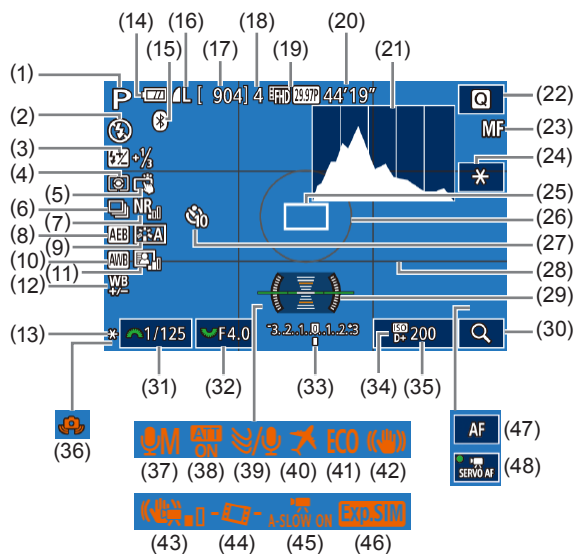 (14) (16) (18) (20)
(15) (17) (19) (21)
(1) P L [ 904] 4 FHD 29.97P 44'19" Q (22)
(2) MF (23)
(3) +1/3 (24)
(4)
(5) (25)
(6) NR (26)
(7) 10
(8) AEB A (27)
(9)
(10) AWB (28)
(11)
(12) WB +/- (29)
(13) * 1/125 F4.0 -3..2..1..0..1..2.+3 ISO D+ 200 (30)
(31) (32) (33) (34) (35)
(36) M ATT ON / ECO AF (47)
(37) (38) (39) (40) (41) (42) SERVO AF (48)
A-SLOW ON Exp.SIM
(43) (44) (45) (46)